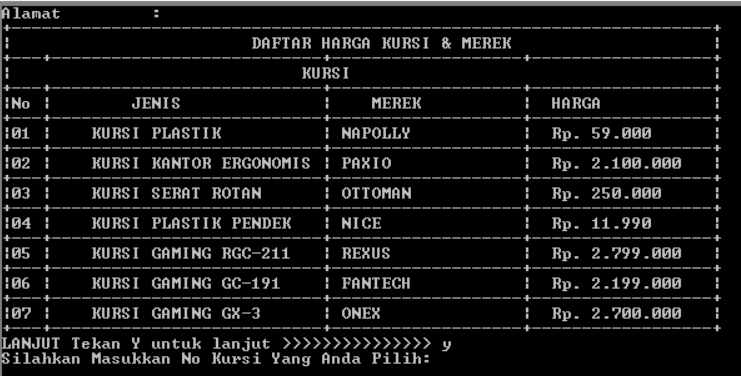 Alamat :
DAFTAR HARGA KURSI & MEREK
KURSI
No JENIS MEREK HARGA
01 KURSI PLASTIK NAPOLLY Rp. 59.000
02 KURSI KANTOR ERGONOMIS PAXIO Rp. 2.100.000
03 KURSI SERAT ROTAN OTTOMAN Rp. 250.000
04 KURSI PLASTIK PENDEK NICE Rp. 11.990
05 KURSI GAMING RGC-211 REXUS Rp. 2.799.000
06 KURSI GAMING GC-191 FANTECH Rp. 2.199.000
07 KURSI GAMING GX-3 ONEX Rp. 2.700.000
LANJUT Tekan Y untuk lanjut >>>>>>>>>>>>>>> y
Silahkan Masukkan No Kursi Yang Anda Pilih: